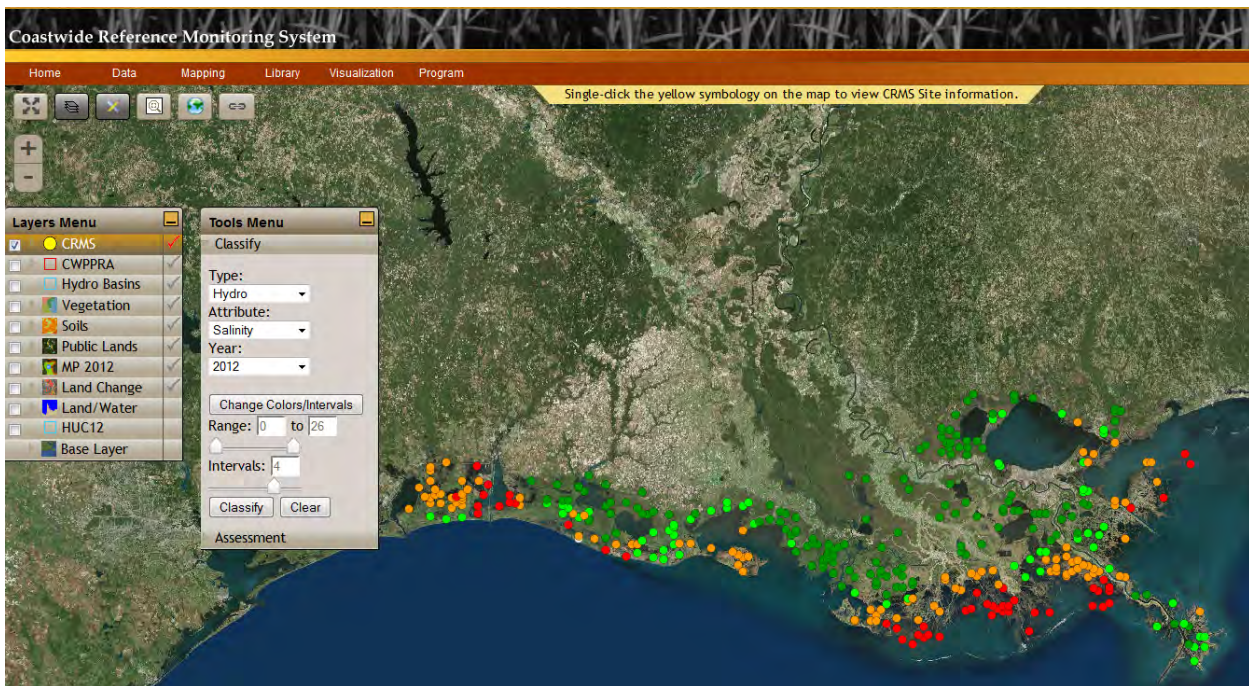 Coastwide Reference Monitoring System
Home Data Mapping Library Visualization Program
Single-click the yellow symbology on the map to view CRMS Site information.
+
-
Layers Menu
CRMS
CWPPRA
Hydro Basins
Vegetation
Soils
Public Lands
MP 2012
Land Change
Land/Water
HUC12
Base Layer
Tools Menu
Classify
Type:
Hydro
Attribute:
Salinity
Year:
2012
Change Colors/Intervals
Range: 0 to 26
Intervals: 4
Classify Clear
Assessment